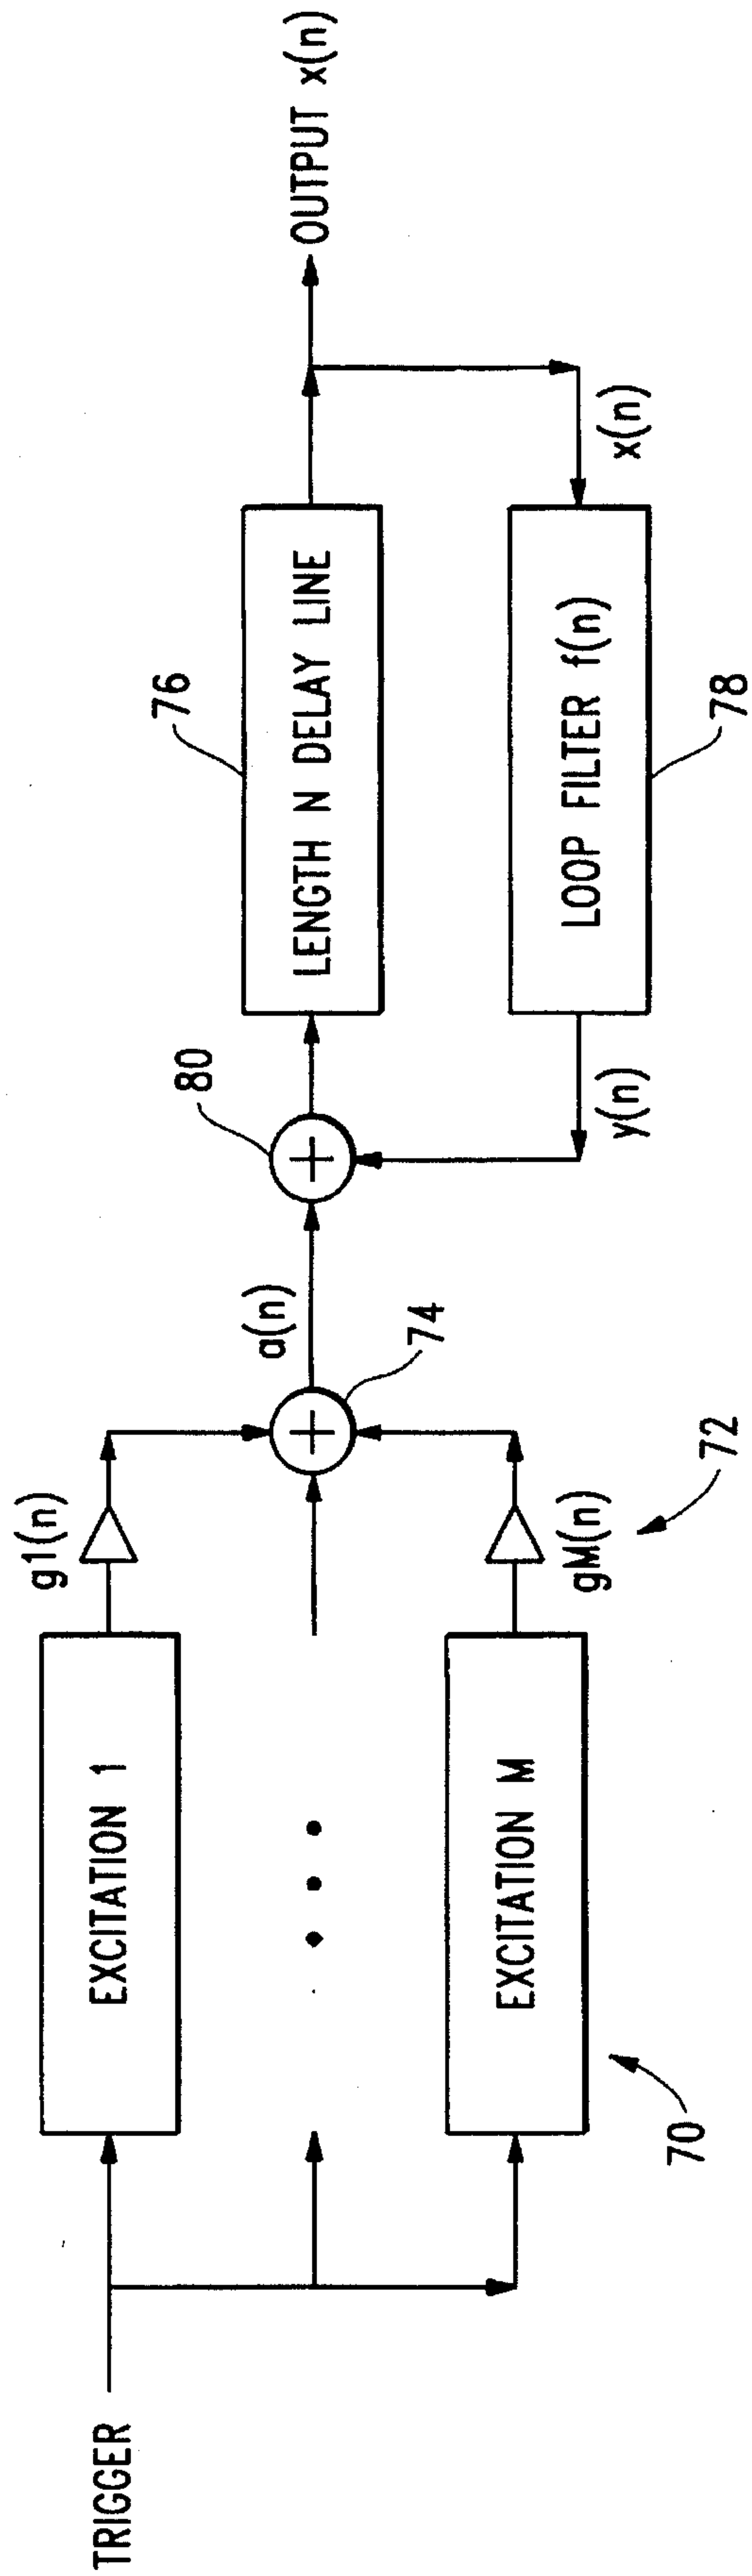 TRIGGER
EXCITATION 1
g1(n)
EXCITATION M
gM(n)
70
72
74
a(n)
80
76
LENGTH N DELAY LINE
OUTPUT x(n)
x(n)
LOOP FILTER f(n)
78
y(n)